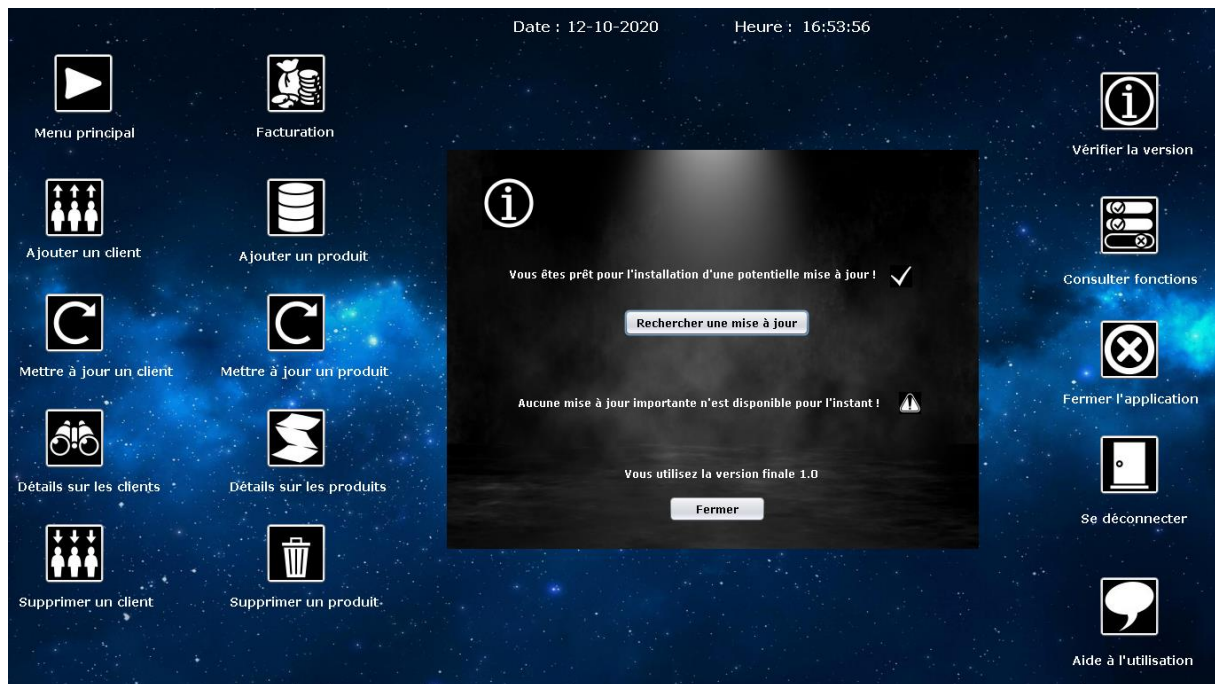 Date : 12-10-2020
Heure : 16:53:56
Menu principal
Facturation
Ajouter un client
Ajouter un produit
Mettre à jour un client
Mettre à jour un produit
Détails sur les clients
Détails sur les produits
Supprimer un client
Supprimer un produit
Vous êtes prêt pour l'installation d'une potentielle mise à jour !
Rechercher une mise à jour
Aucune mise à jour importante n'est disponible pour l'instant !
Vous utilisez la version finale 1.0
Fermer
Vérifier la version
Consulter fonctions
Fermer l'application
Se déconnecter
Aide à l'utilisation